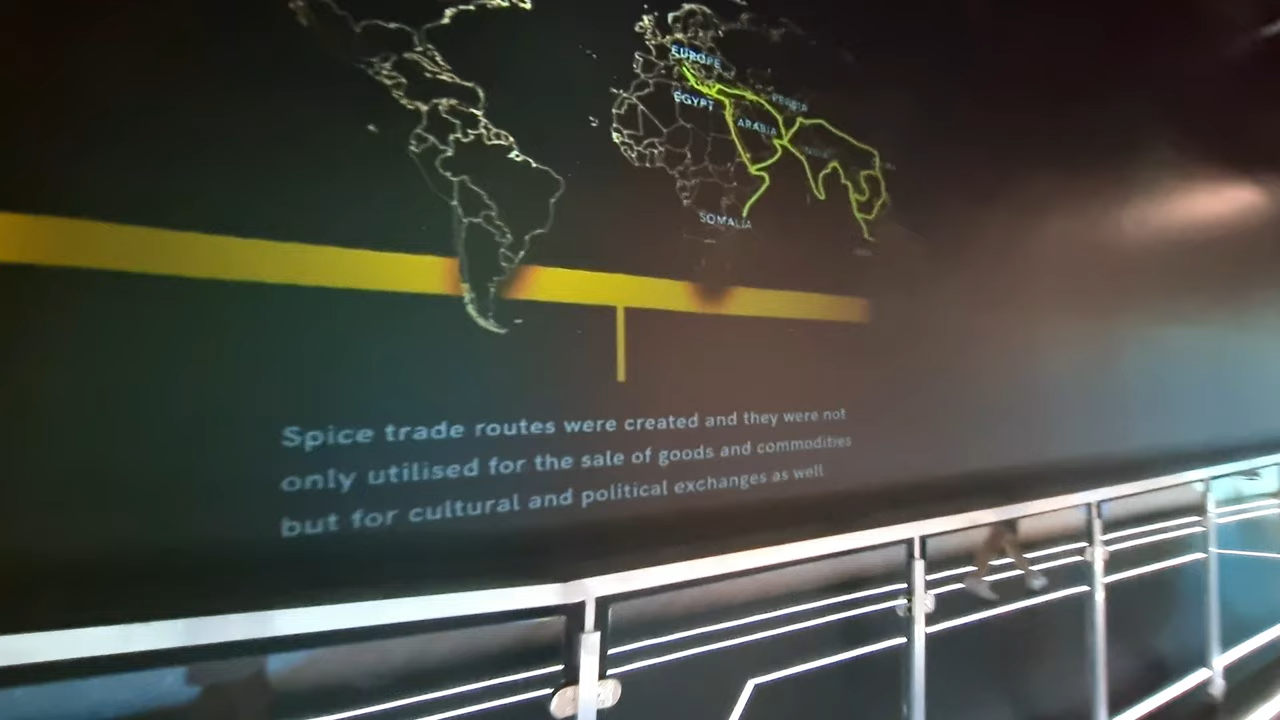 EUROPE
EGYPT
PERSIA
ARABIA
INDIA
SOMALIA
Spice trade routes were created and they were not
only utilised for the sale of goods and commodities
but for cultural and political exchanges as well